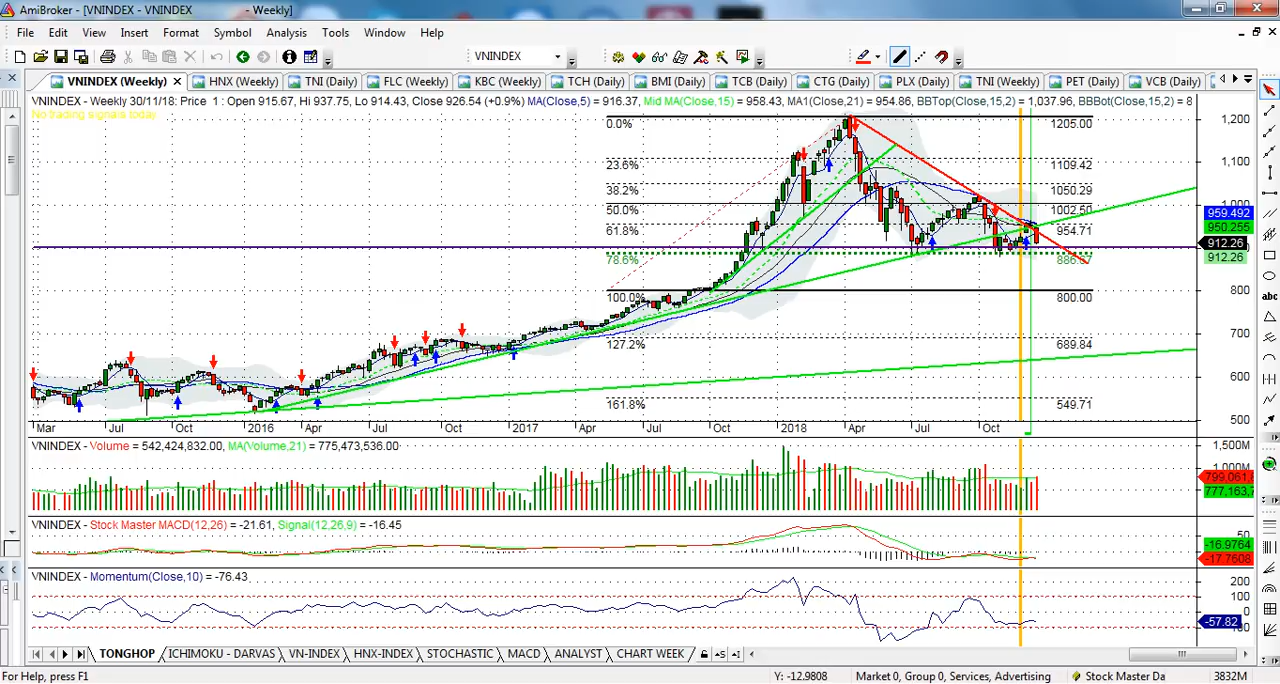 AmiBroker - [VNINDEX - VNINDEX - Weekly]
File Edit View Insert Format Symbol Analysis Tools Window Help
VNINDEX
VNINDEX (Weekly) HNX (Weekly) TNI (Daily) FLC (Weekly) KBC (Weekly) TCH (Daily) BMI (Daily) TCB (Daily) CTG (Daily) PLX (Daily) TNI (Weekly) PET (Daily) VCB (Daily)
VNINDEX - Weekly 30/11/18: Price 1 : Open 915.67, Hi 937.75, Lo 914.43, Close 926.54 (+0.9%) MA(Close,5) = 916.37, Mid MA(Close,15) = 958.43, MA1(Close,21) = 954.86, BBTop(Close,15,2) = 1,037.96, BBBot(Close,15,2) = 8
No trading signals today
0.0% 1205.00 1,200
23.6% 1109.42 1,100
38.2% 1050.29
50.0% 1002.50 1,000
959.492
61.8% 954.71 950.255
912.26
78.6% 912.26
100.0% 800.00 800
127.2% 689.84 700
600
161.8% 549.71
500
Mar Jul Oct 2016 Apr Jul Oct 2017 Apr Jul Oct 2018 Apr Jul Oct
VNINDEX - Volume = 542,424,832.00, MA(Volume,21) = 775,473,536.00
1,500M
1,000M
799,061,
777,163,
VNINDEX - Stock Master MACD(12,26) = -21.61, Signal(12,26,9) = -16.45
50
-16.9764
-17.7608
VNINDEX - Momentum(Close,10) = -76.43
200
100
0
-57.82
TONGHOP ICHIMOKU - DARVAS VN-INDEX HNX-INDEX STOCHASTIC MACD ANALYST CHART WEEK
For Help, press F1 Y: -12.9808 Market 0, Group 0, Services, Advertising Stock Master Da 3832M